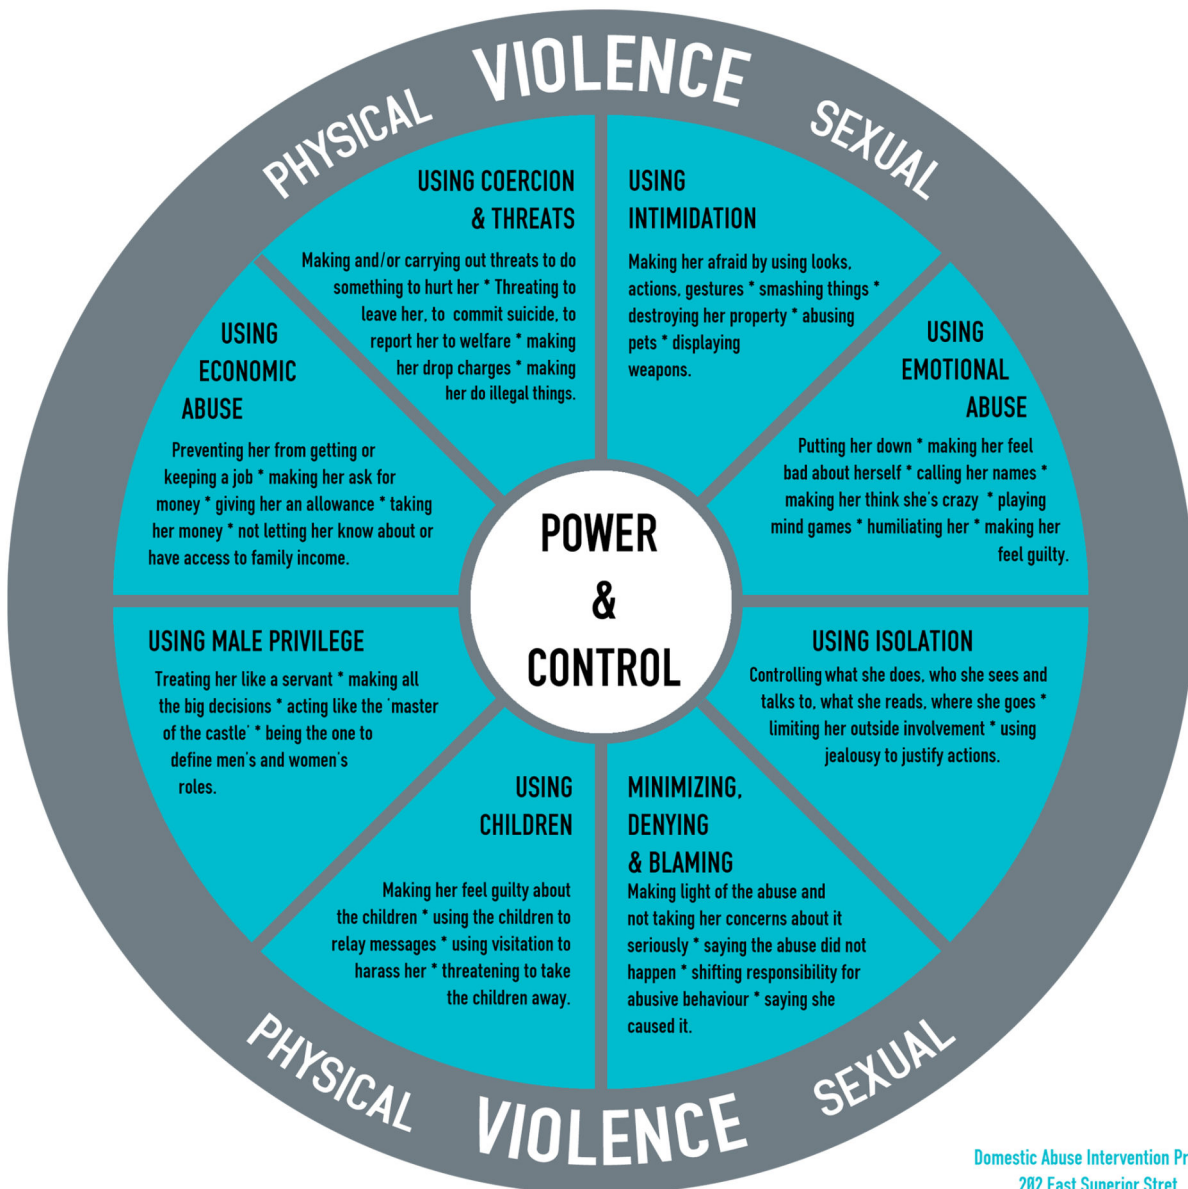 PHYSICAL VIOLENCE SEXUAL
USING COERCION
& THREATS
Making and/or carrying out threats to do
something to hurt her * Threating to
leave her, to commit suicide, to
report her to welfare * making
her drop charges * making
her do illegal things.
USING
INTIMIDATION
Making her afraid by using looks,
actions, gestures * smashing things *
destroying her property * abusing
pets * displaying
weapons.
USING
ECONOMIC
ABUSE
Preventing her from getting or
keeping a job * making her ask for
money * giving her an allowance * taking
her money * not letting her know about or
have access to family income.
USING
EMOTIONAL
ABUSE
Putting her down * making her feel
bad about herself * calling her names *
making her think she's crazy * playing
mind games * humiliating her * making her
feel guilty.
POWER
&
CONTROL
USING MALE PRIVILEGE
Treating her like a servant * making all
the big decisions * acting like the 'master
of the castle' * being the one to
define men's and women's
roles.
USING ISOLATION
Controlling what she does, who she sees and
talks to, what she reads, where she goes *
limiting her outside involvement * using
jealousy to justify actions.
USING
CHILDREN
Making her feel guilty about
the children * using the children to
relay messages * using visitation to
harass her * threatening to take
the children away.
MINIMIZING,
DENYING
& BLAMING
Making light of the abuse and
not taking her concerns about it
seriously * saying the abuse did not
happen * shifting responsibility for
abusive behaviour * saying she
caused it.
PHYSICAL VIOLENCE SEXUAL
Domestic Abuse Intervention Pr
202 East Superior Stret